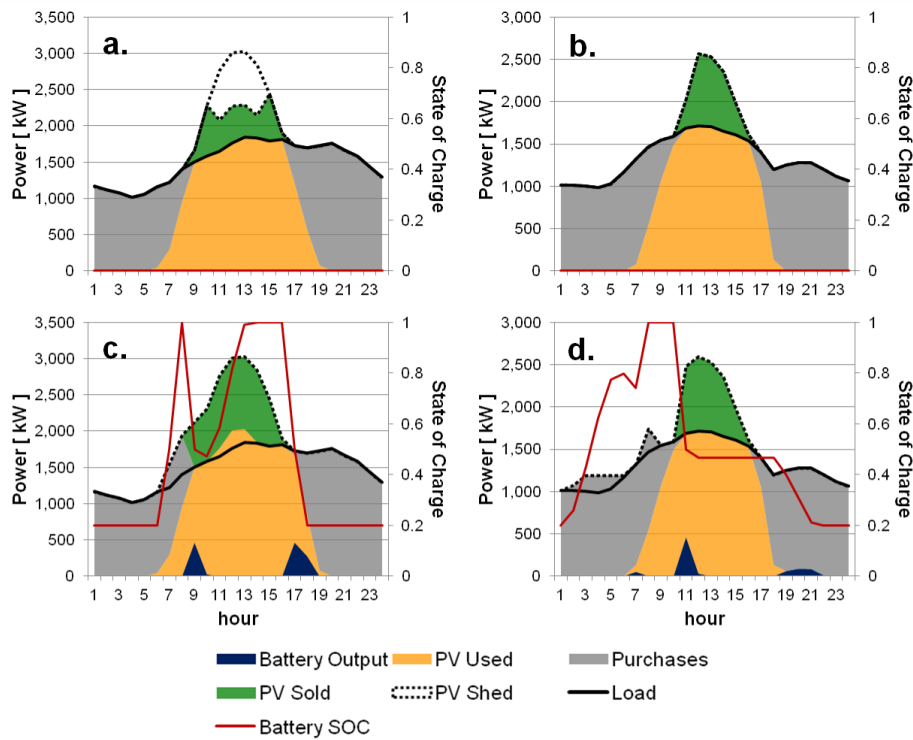 a.
Power [ kW ]
3,500
3,000
2,500
2,000
1,500
1,000
500
0
1 3 5 7 9 11 13 15 17 19 21 23
1
0.8
0.6
0.4
0.2
0
State of Charge
b.
Power [ kW ]
3,000
2,500
2,000
1,500
1,000
500
0
1 3 5 7 9 11 13 15 17 19 21 23
1
0.8
0.6
0.4
0.2
0
State of Charge
c.
Power [ kW ]
3,500
3,000
2,500
2,000
1,500
1,000
500
0
1 3 5 7 9 11 13 15 17 19 21 23
hour
1
0.8
0.6
0.4
0.2
0
State of Charge
d.
Power [ kW ]
3,000
2,500
2,000
1,500
1,000
500
0
1 3 5 7 9 11 13 15 17 19 21 23
hour
1
0.8
0.6
0.4
0.2
0
State of Charge
Battery Output PV Used Purchases
PV Sold PV Shed Load
Battery SOC